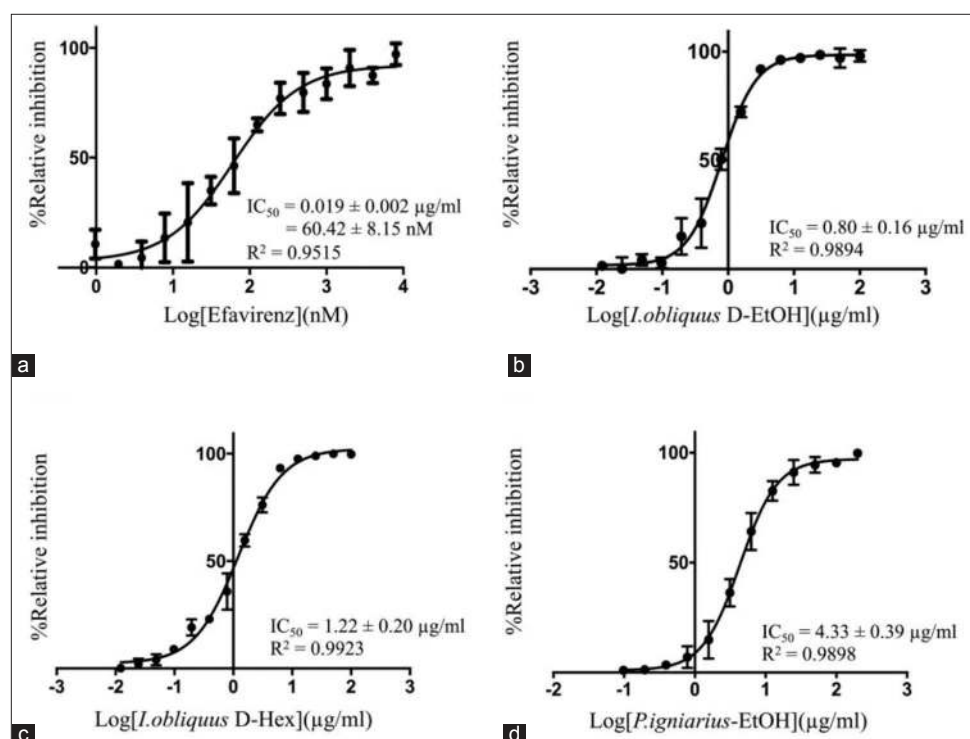 %Relative inhibition
100
50
0
IC50 = 0.019 ± 0.002 µg/ml
= 60.42 ± 8.15 nM
R2 = 0.9515
0 1 2 3 4
Log[Efavirenz](nM)
a
%Relative inhibition
100
50
IC50 = 0.80 ± 0.16 µg/ml
R2 = 0.9894
-2 -1 0 1 2 3
Log[I.obliquus D-EtOH](µg/ml)
b
%Relative inhibition
100
50
IC50 = 1.22 ± 0.20 µg/ml
R2 = 0.9923
-3 -2 -1 0 1 2 3
Log[I.obliquus D-Hex](µg/ml)
c
%Relative inhibition
100
50
IC50 = 4.33 ± 0.39 µg/ml
R2 = 0.9898
-2 -1 0 1 2 3
Log[P.igniarius-EtOH](µg/ml)
d